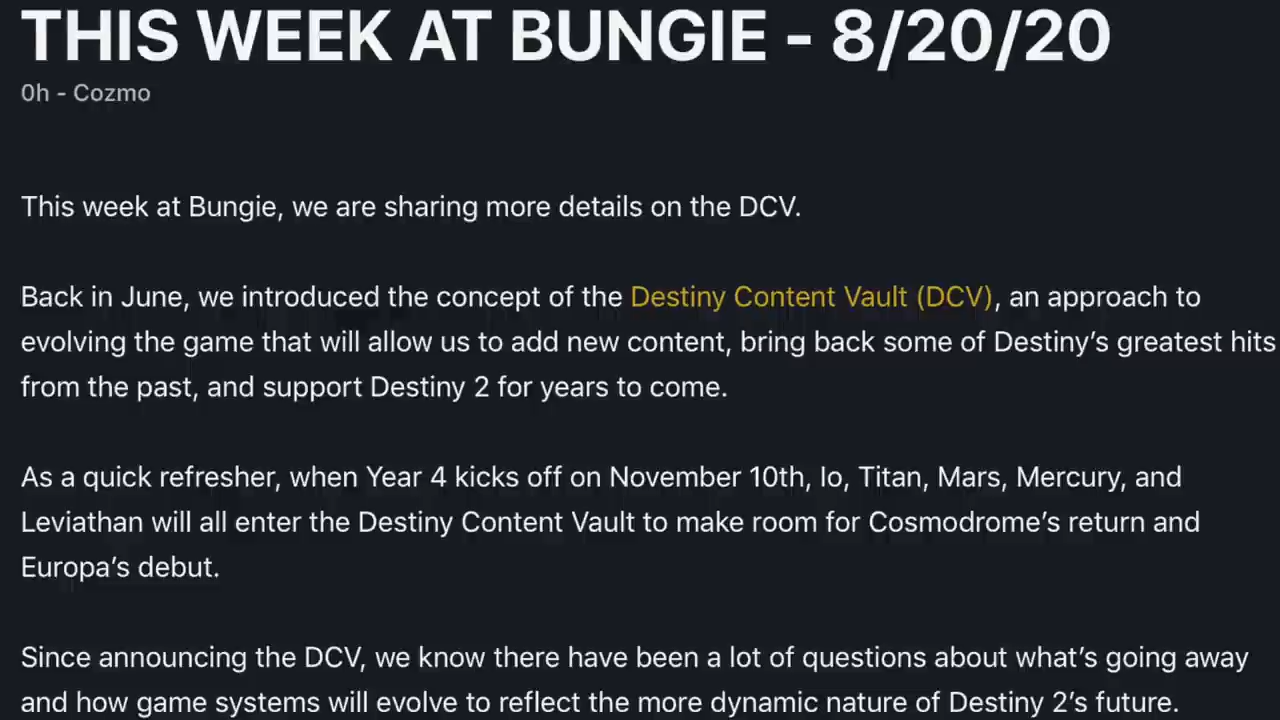 THIS WEEK AT BUNGIE - 8/20/20
0h - Cozmo
This week at Bungie, we are sharing more details on the DCV.
Back in June, we introduced the concept of the Destiny Content Vault (DCV), an approach to
evolving the game that will allow us to add new content, bring back some of Destiny’s greatest hits
from the past, and support Destiny 2 for years to come.
As a quick refresher, when Year 4 kicks off on November 10th, Io, Titan, Mars, Mercury, and
Leviathan will all enter the Destiny Content Vault to make room for Cosmodrome’s return and
Europa’s debut.
Since announcing the DCV, we know there have been a lot of questions about what’s going away
and how game systems will evolve to reflect the more dynamic nature of Destiny 2’s future.